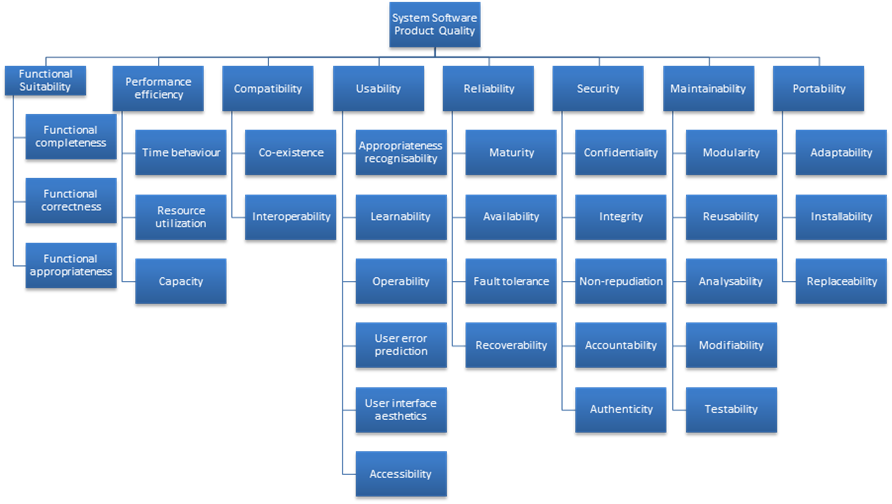 System Software
Product Quality
Functional
Suitability
Functional
completeness
Functional
correctness
Functional
appropriateness
Performance
efficiency
Time behaviour
Resource
utilization
Capacity
Compatibility
Co-existence
Interoperability
Usability
Appropriateness
recognisability
Learnability
Operability
User error
prediction
User interface
aesthetics
Accessibility
Reliability
Maturity
Availability
Fault tolerance
Recoverability
Security
Confidentiality
Integrity
Non-repudiation
Accountability
Authenticity
Maintainability
Modularity
Reusability
Analysability
Modifiability
Testability
Portability
Adaptability
Installability
Replaceability